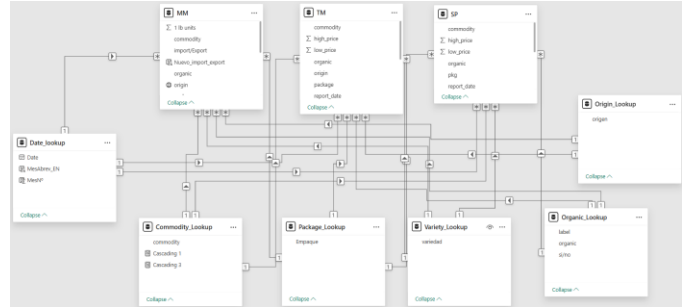 MM
1 lb units
commodity
import/Export
Nuevo_import_export
organic
origin
Collapse
TM
commodity
high_price
low_price
organic
origin
package
report_date
Collapse
SP
commodity
high_price
low_price
organic
pkg
report_date
Collapse
Origin_Lookup
origen
Collapse
Date_lookup
Date
MesAbrev_EN
MesN°
Collapse
Commodity_Lookup
commodity
Cascading 1
Cascading 3
Collapse
Package_Lookup
Empaque
Collapse
Variety_Lookup
variedad
Collapse
Organic_Lookup
label
organic
si/no
Collapse